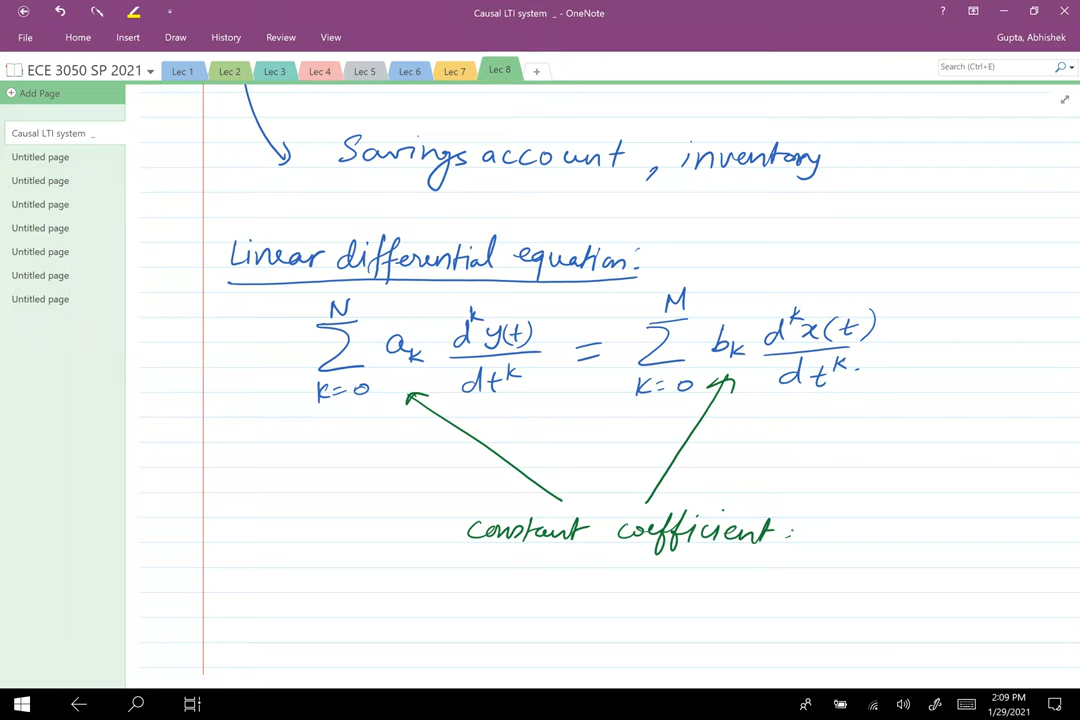 Causal LTI system _ - OneNote
?
File Home Insert Draw History Review View
Gupta, Abhishek
ECE 3050 SP 2021
Lec 1 Lec 2 Lec 3 Lec 4 Lec 5 Lec 6 Lec 7 Lec 8 +
Search (Ctrl+E)
Add Page
Causal LTI system _
Untitled page
Untitled page
Untitled page
Untitled page
Untitled page
Untitled page
Untitled page
Savings account, inventory
Linear differential equation:
∑_{k=0}^{N} a_k d^k y(t)/dt^k = ∑_{k=0}^{M} b_k d^k x(t)/dt^k.
constant coefficient:
2:09 PM
1/29/2021